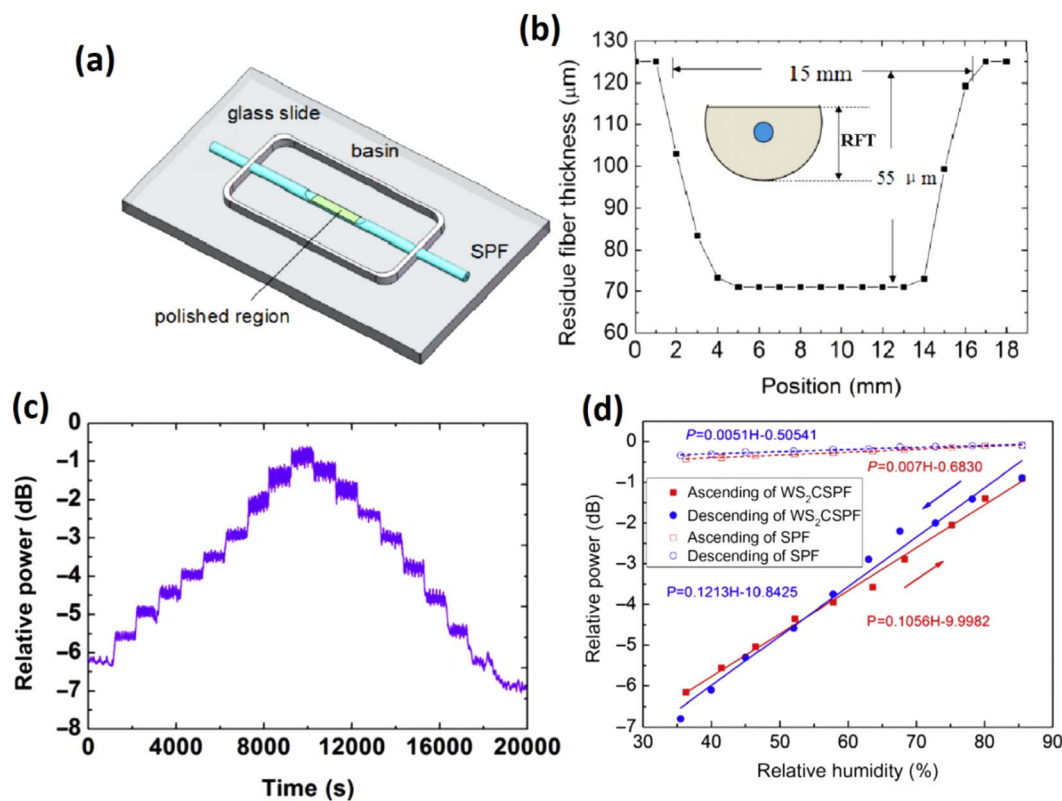 (a)
glass slide
basin
SPF
polished region
(b)
Residue fiber thickness (μm)
130
120
110
100
90
80
70
60
15 mm
RFT
55 μm
0 2 4 6 8 10 12 14 16 18
Position (mm)
(c)
Relative power (dB)
–0
–1
–2
–3
–4
–5
–6
–7
–8
0 4000 8000 12000 16000 20000
Time (s)
(d)
P=0.0051H-0.50541
P=0.007H-0.6830
Ascending of WS₂CSPF
Descending of WS₂CSPF
Ascending of SPF
Descending of SPF
P=0.1213H-10.8425
P=0.1056H-9.9982
Relative power (dB)
0
-1
-2
-3
-4
-5
-6
-7
30 40 50 60 70 80 90
Relative humidity (%)